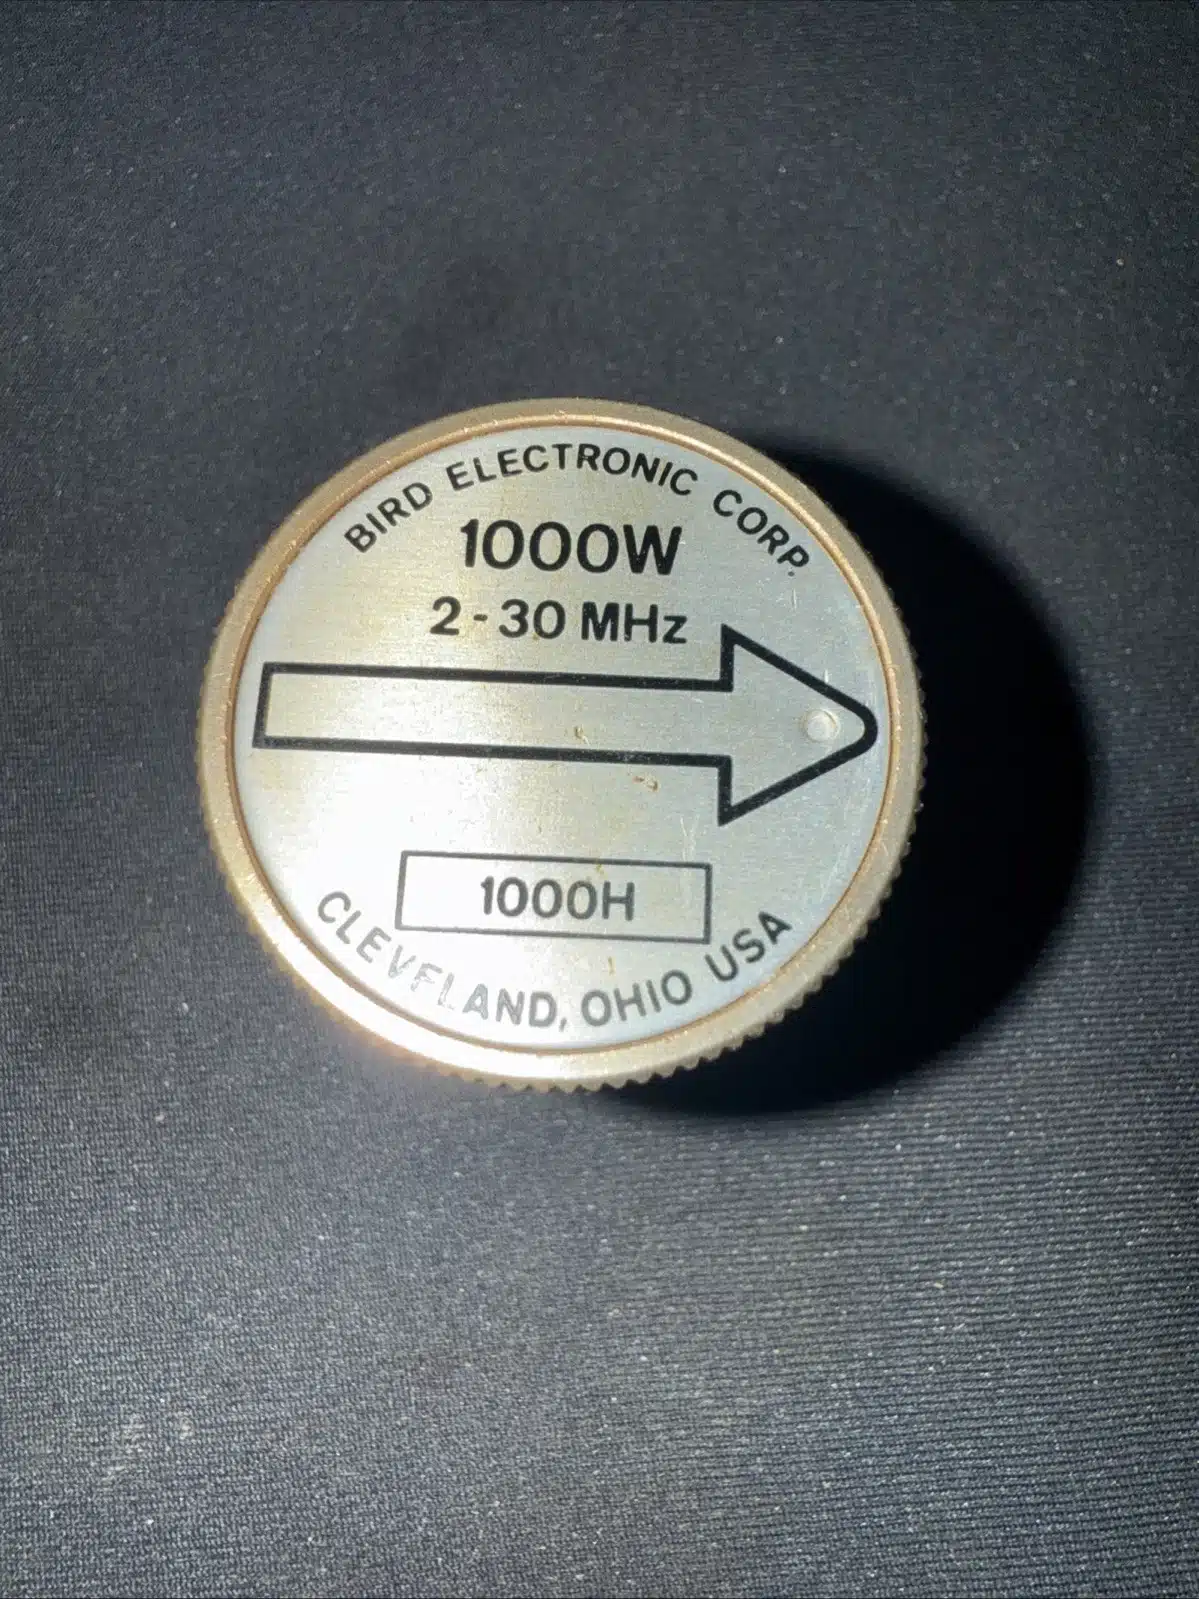 BIRD ELECTRONIC CORP.
1000W
2-30 MHz
1000H
CLEVELAND, OHIO USA